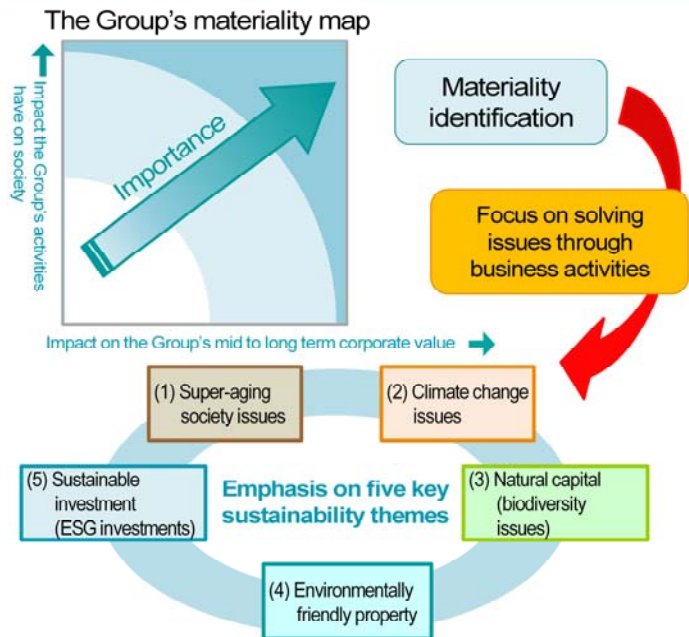 The Group's materiality map
Impact the Group's activities
have on society
Importance
Impact on the Group's mid to long term corporate value
Materiality
identification
Focus on solving
issues through
business activities
(1) Super-aging
society issues
(2) Climate change
issues
(5) Sustainable
investment
(ESG investments)
Emphasis on five key
sustainability themes
(3) Natural capital
(biodiversity
issues)
(4) Environmentally
friendly property